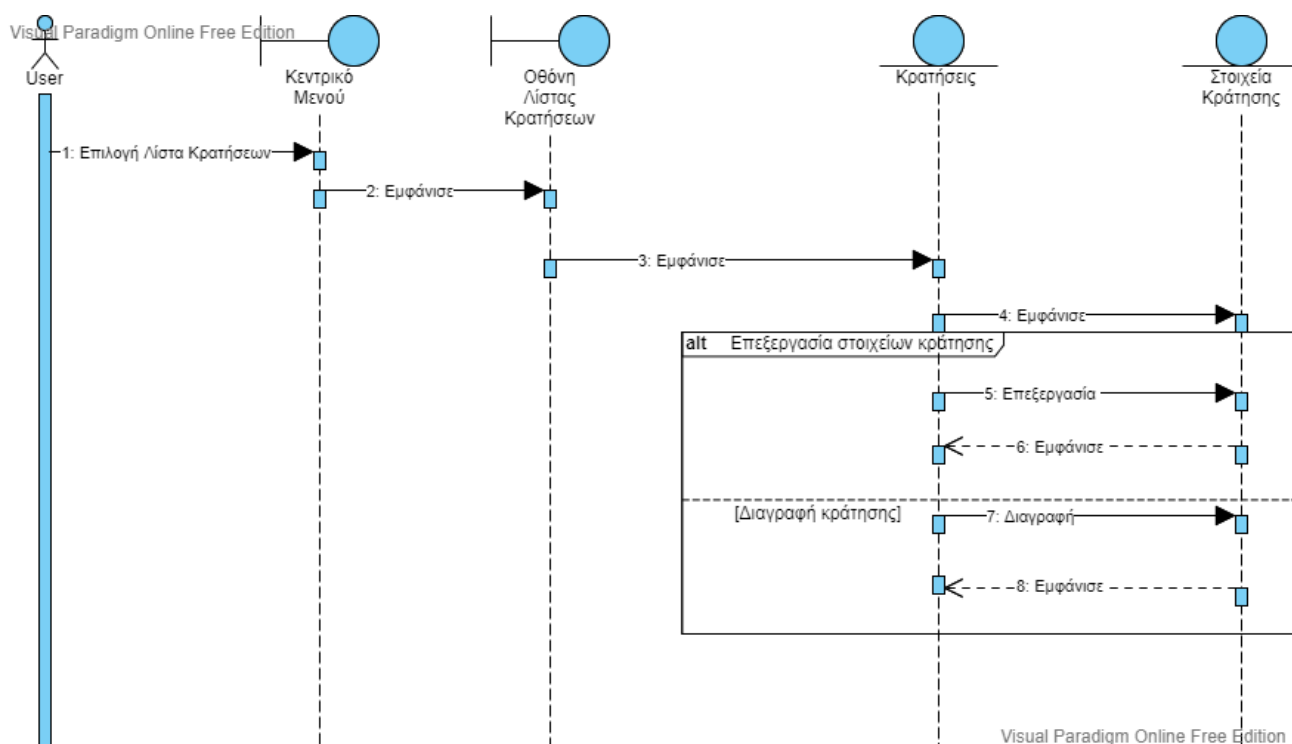 Visual Paradigm Online Free Edition
User
Κεντρικό
Μενού
Οθόνη
Λίστας
Κρατήσεων
Κρατήσεις
Στοιχεία
Κράτησης
1: Επιλογή Λίστα Κρατήσεων
2: Εμφάνισε
3: Εμφάνισε
4: Εμφάνισε
alt Επεξεργασία στοιχείων κράτησης
5: Επεξεργασία
6: Εμφάνισε
[Διαγραφή κράτησης]
7: Διαγραφή
8: Εμφάνισε
Visual Paradigm Online Free Edition